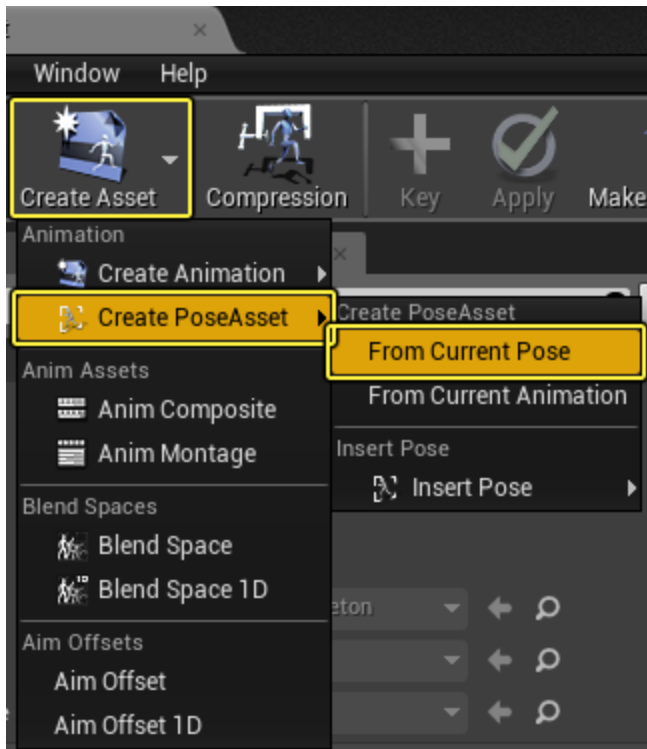 Window Help
Create Asset Compression Key Apply Make
Animation
Create Animation
Create PoseAsset
Create PoseAsset
From Current Pose
From Current Animation
Insert Pose
Insert Pose
Anim Assets
Anim Composite
Anim Montage
Blend Spaces
Blend Space
Blend Space 1D
Aim Offsets
Aim Offset
Aim Offset 1D
eton